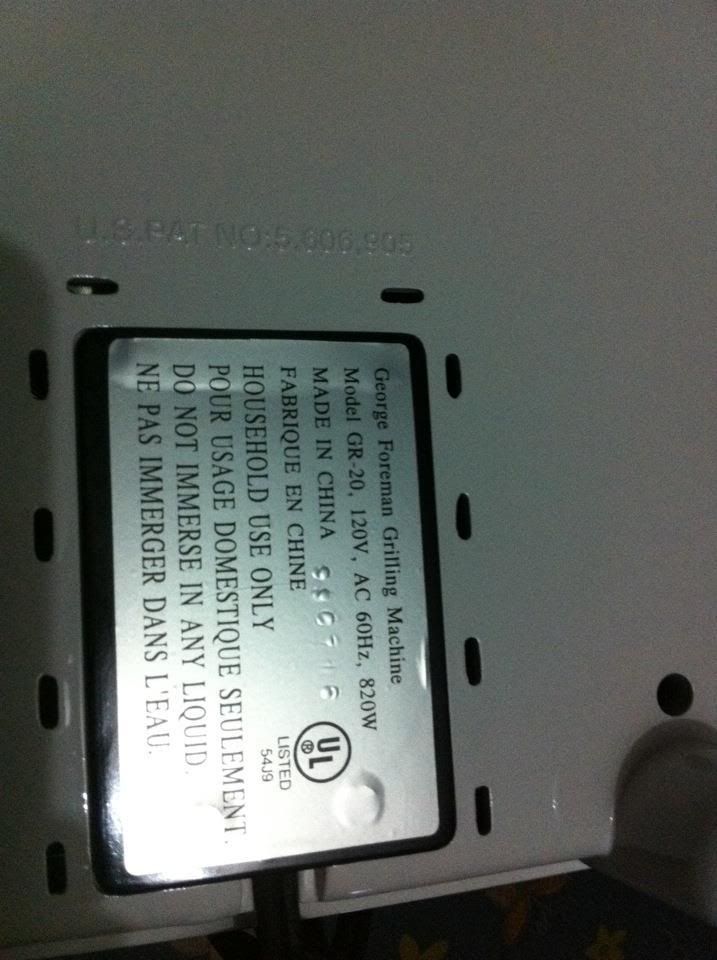 U.S.PAT NO:5,606,905
George Foreman Grilling Machine
Model GR-20, 120V, AC 60Hz, 820W
MADE IN CHINA
FABRIQUE EN CHINE
HOUSEHOLD USE ONLY
POUR USAGE DOMESTIQUE SEULEMENT.
DO NOT IMMERSE IN ANY LIQUID.
NE PAS IMMERGER DANS L'EAU.
UL ®
LISTED
54J9